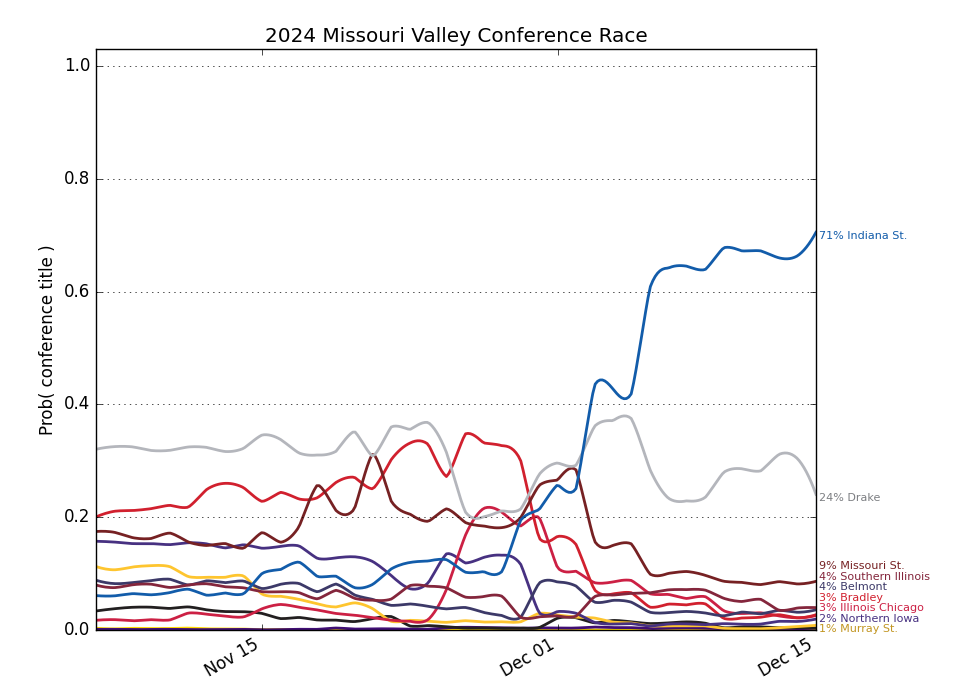 2024 Missouri Valley Conference Race
Prob( conference title )
1.0
0.8
0.6
0.4
0.2
0.0
71% Indiana St.
24% Drake
9% Missouri St.
4% Southern Illinois
4% Belmont
3% Bradley
3% Illinois Chicago
2% Northern Iowa
1% Murray St.
Nov 15
Dec 01
Dec 15